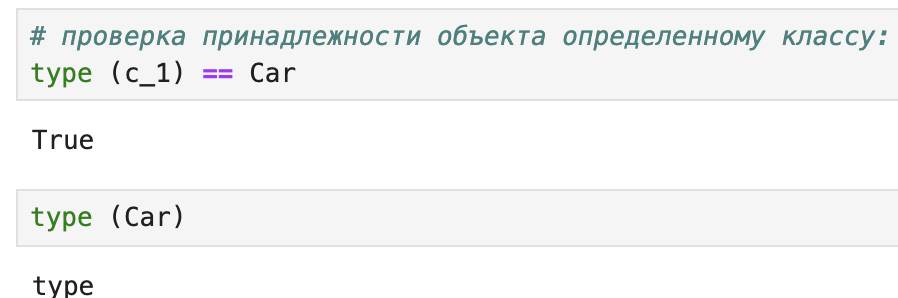 # проверка принадлежности объекта определенному классу:
type (c_1) == Car
True
type (Car)
type